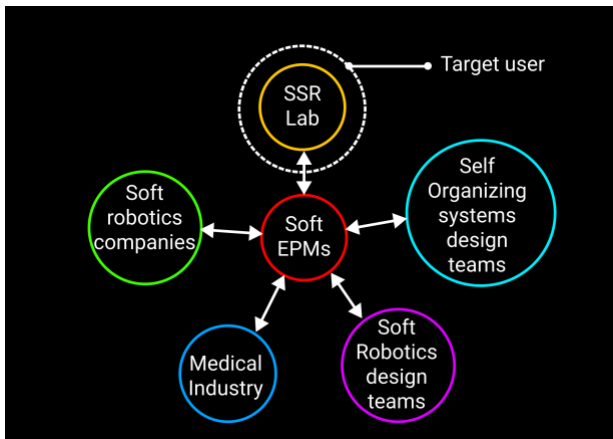 Target user
SSR
Lab
Self
Organizing
systems
design
teams
Soft
robotics
companies
Soft
EPMs
Medical
Industry
Soft
Robotics
design
teams